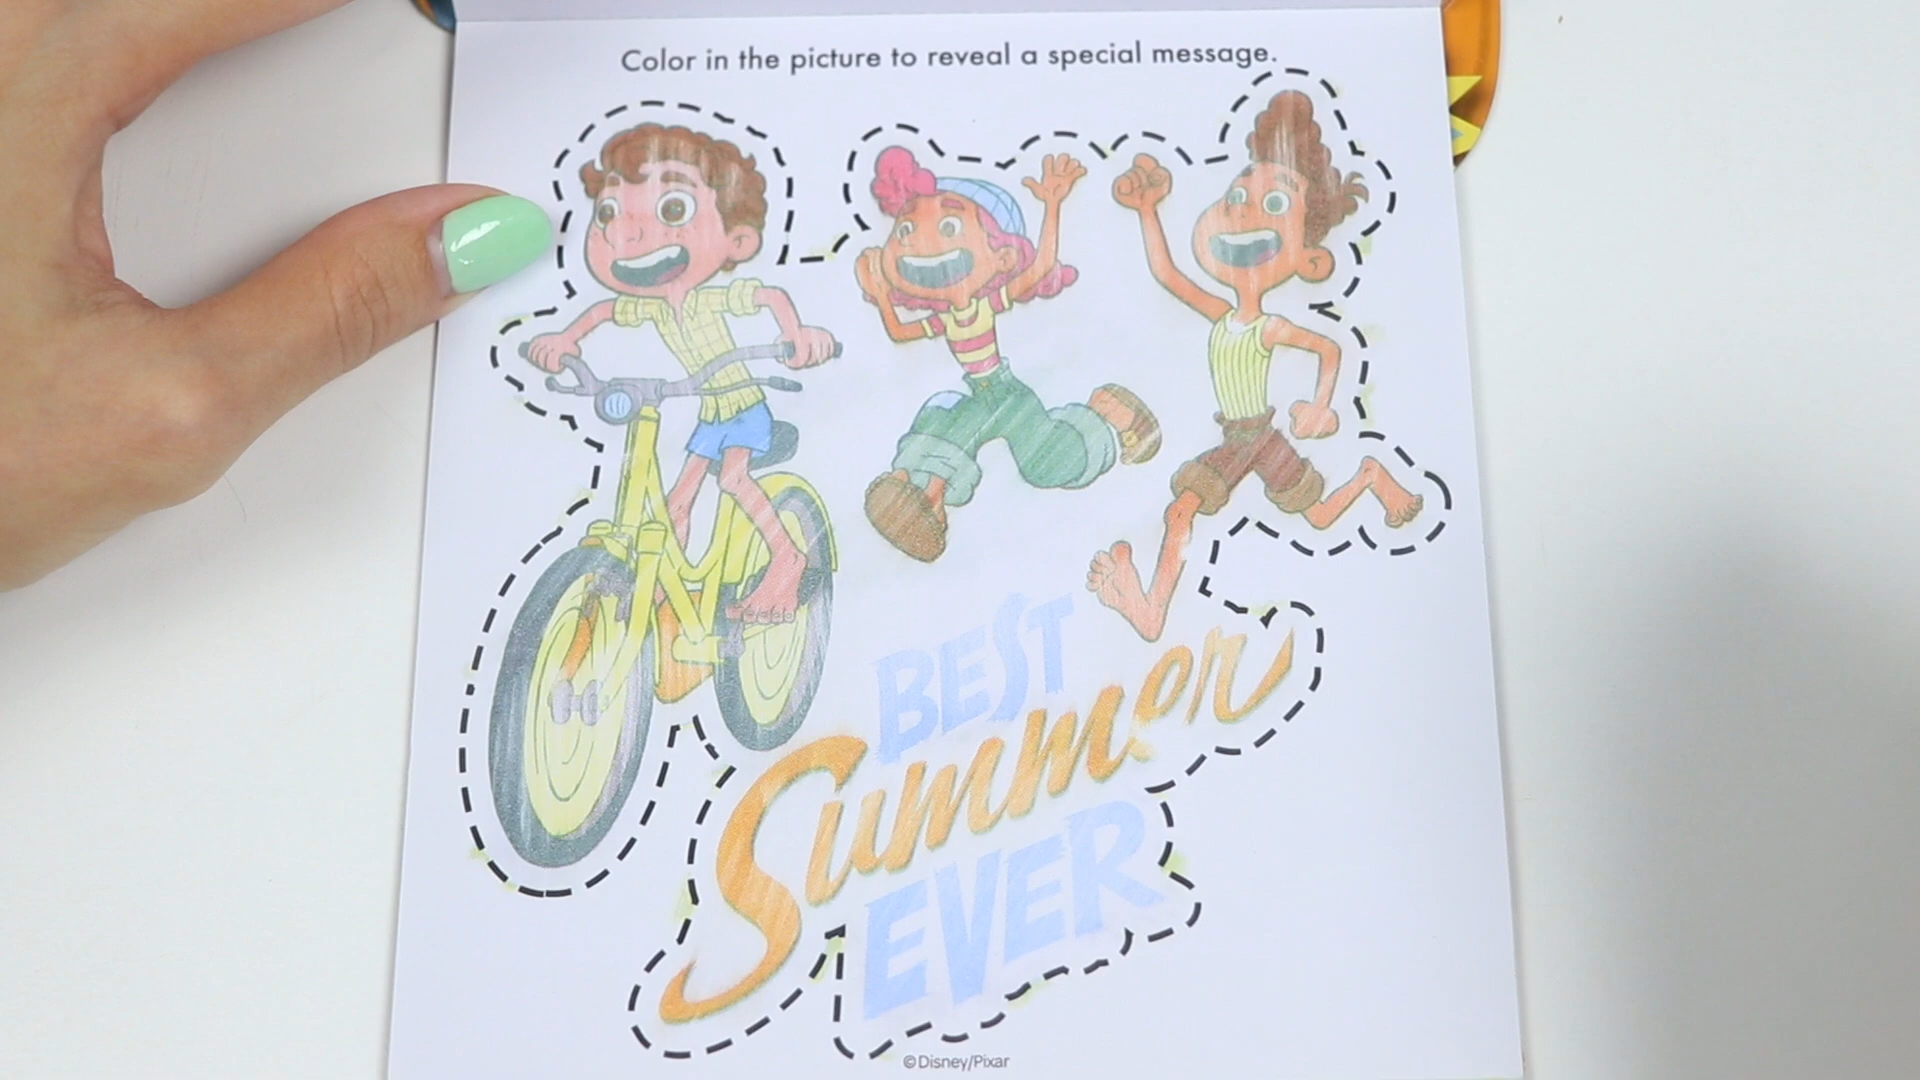 Color in the picture to reveal a special message.
BEST
Summer
EVER
©Disney/Pixar